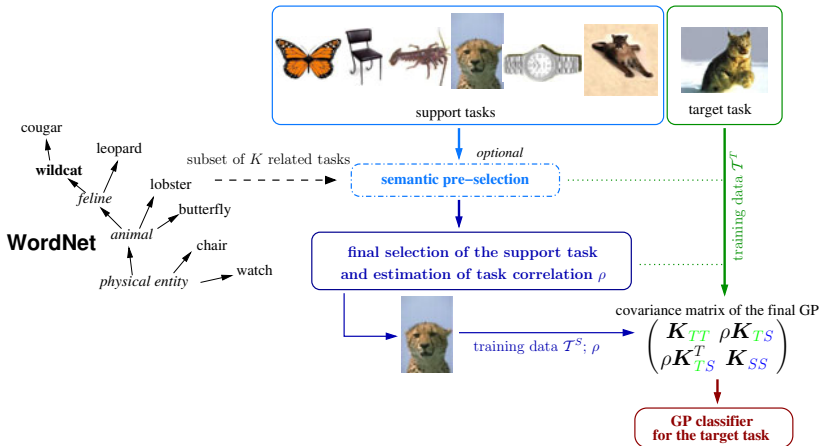 support tasks
target task
cougar
leopard
wildcat
lobster
feline
butterfly
animal
WordNet
chair
physical entity
watch
subset of K related tasks
optional
semantic pre−selection
training data 𝒯^T
final selection of the support task
and estimation of task correlation ρ
covariance matrix of the final GP
K_TT ρK_TS
ρK_TS^T K_SS
training data 𝒯^S; ρ
GP classifier
for the target task